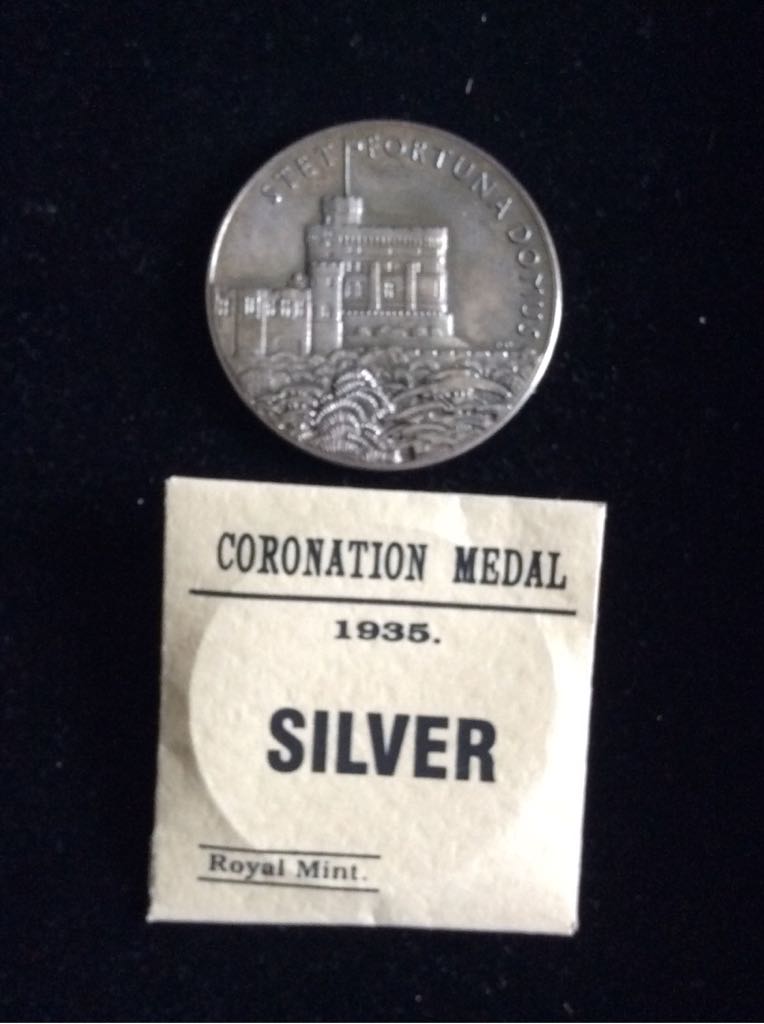 STET FORTUNA DOMUS
CORONATION MEDAL
1935.
SILVER
Royal Mint.